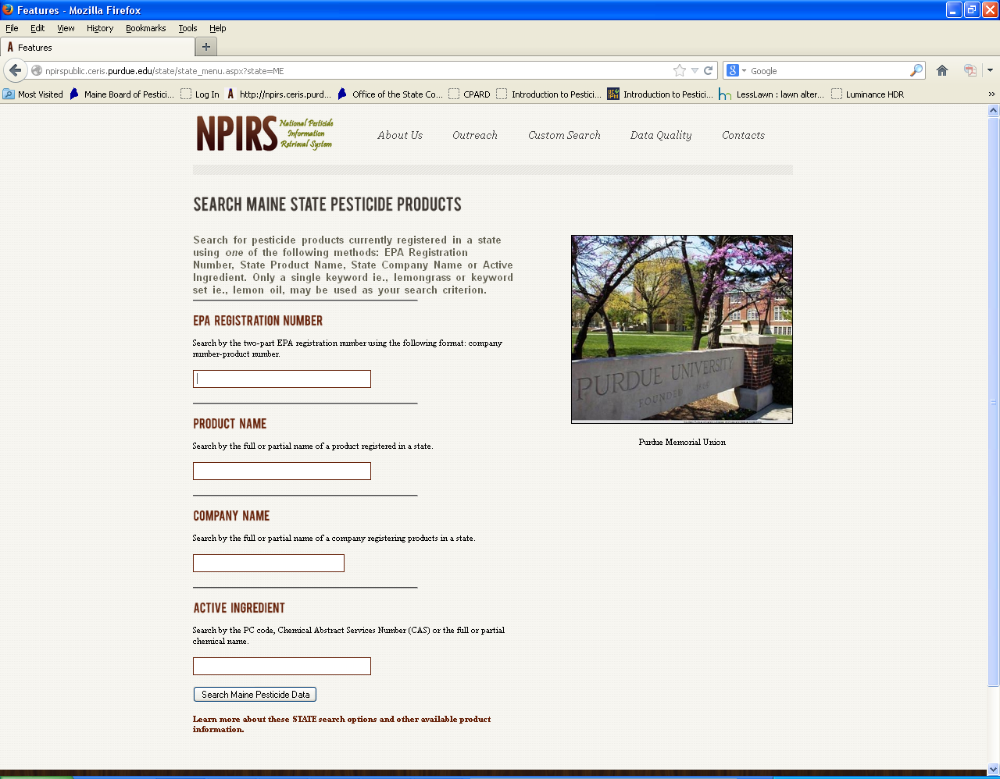 Features - Mozilla Firefox
File Edit View History Bookmarks Tools Help
Features
npirspublic.ceris.purdue.edu/state/state_menu.aspx?state=ME
Google
Most Visited Maine Board of Pestici... Log In http://npirs.ceris.purd... Office of the State Co... CPARD Introduction to Pestici... Introduction to Pestici... LessLawn : lawn alter... Luminance HDR
NPIRS National Pesticide Information Retrieval System
About Us Outreach Custom Search Data Quality Contacts
SEARCH MAINE STATE PESTICIDE PRODUCTS
Search for pesticide products currently registered in a state
using one of the following methods: EPA Registration
Number, State Product Name, State Company Name or Active
Ingredient. Only a single keyword ie., lemongrass or keyword
set ie., lemon oil, may be used as your search criterion.
PURDUE UNIVERSITY
Purdue Memorial Union
EPA REGISTRATION NUMBER
Search by the two-part EPA registration number using the following format: company
number-product number.
PRODUCT NAME
Search by the full or partial name of a product registered in a state.
COMPANY NAME
Search by the full or partial name of a company registering products in a state.
ACTIVE INGREDIENT
Search by the PC code, Chemical Abstract Services Number (CAS) or the full or partial
chemical name.
Search Maine Pesticide Data
Learn more about these STATE search options and other available product
information.